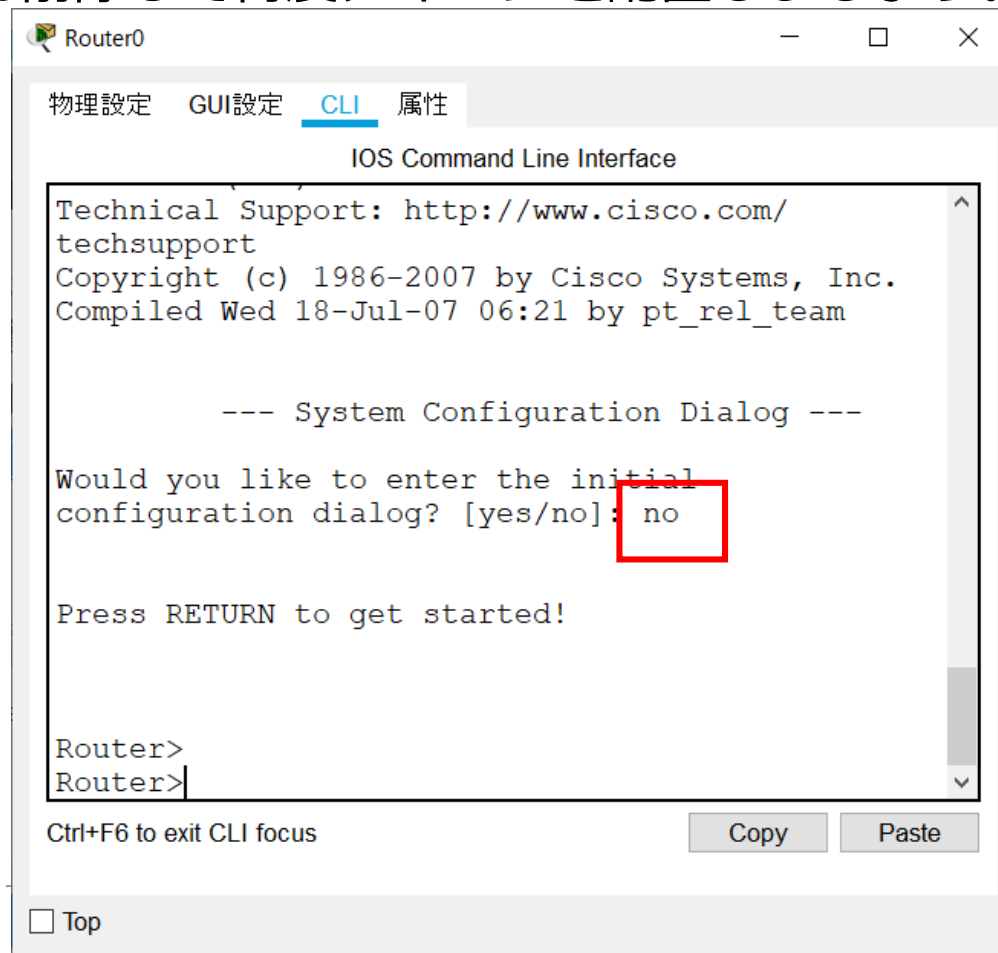 Router0
物理設定 GUI設定 CLI 属性
IOS Command Line Interface
Technical Support: http://www.cisco.com/
techsupport
Copyright (c) 1986-2007 by Cisco Systems, Inc.
Compiled Wed 18-Jul-07 06:21 by pt_rel_team
--- System Configuration Dialog ---
Would you like to enter the initial
configuration dialog? [yes/no]: no
Press RETURN to get started!
Router>
Router>
Ctrl+F6 to exit CLI focus
Copy Paste
Top